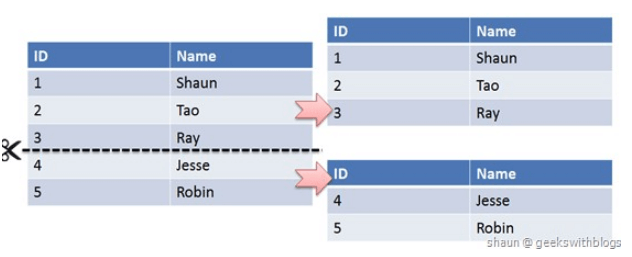 ID Name
1 Shaun
2 Tao
3 Ray
4 Jesse
5 Robin
ID Name
1 Shaun
2 Tao
3 Ray
ID Name
4 Jesse
5 Robin
shaun @ geekswithblogs